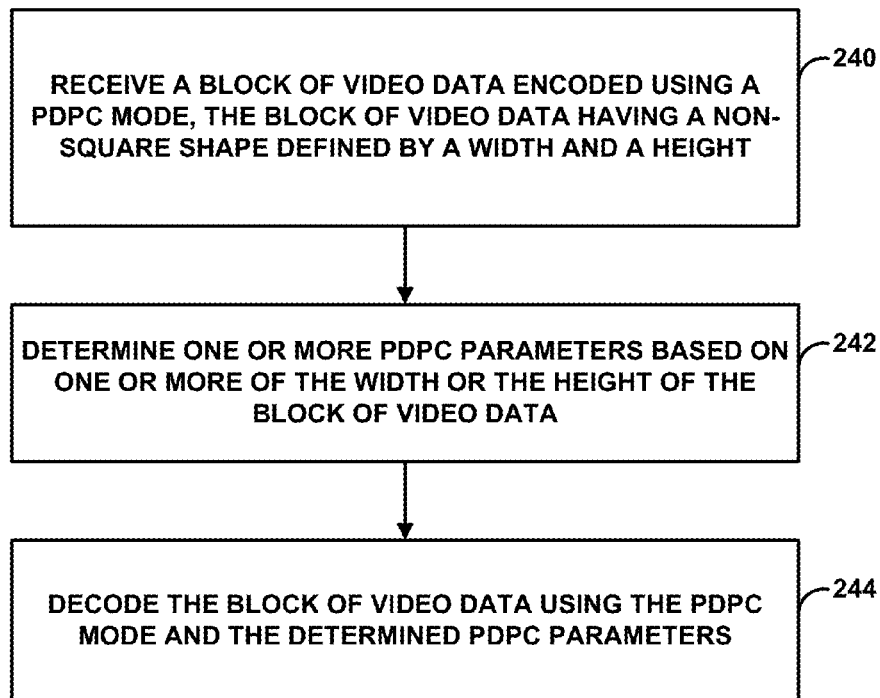 RECEIVE A BLOCK OF VIDEO DATA ENCODED USING A
PDPC MODE, THE BLOCK OF VIDEO DATA HAVING A NON-
SQUARE SHAPE DEFINED BY A WIDTH AND A HEIGHT
240
DETERMINE ONE OR MORE PDPC PARAMETERS BASED ON
ONE OR MORE OF THE WIDTH OR THE HEIGHT OF THE
BLOCK OF VIDEO DATA
242
DECODE THE BLOCK OF VIDEO DATA USING THE PDPC
MODE AND THE DETERMINED PDPC PARAMETERS
244